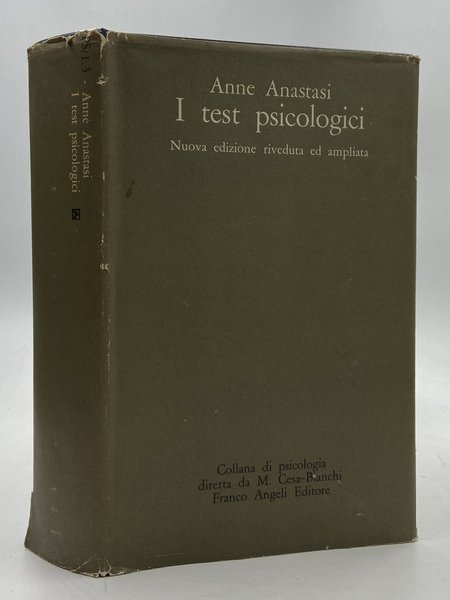 Anne Anastasi
I test psicologici
Nuova edizione riveduta ed ampliata
Collana di psicologia
diretta da M. Cesa-Bianchi
Franco Angeli Editore
Anne Anastasi
I test psicologici